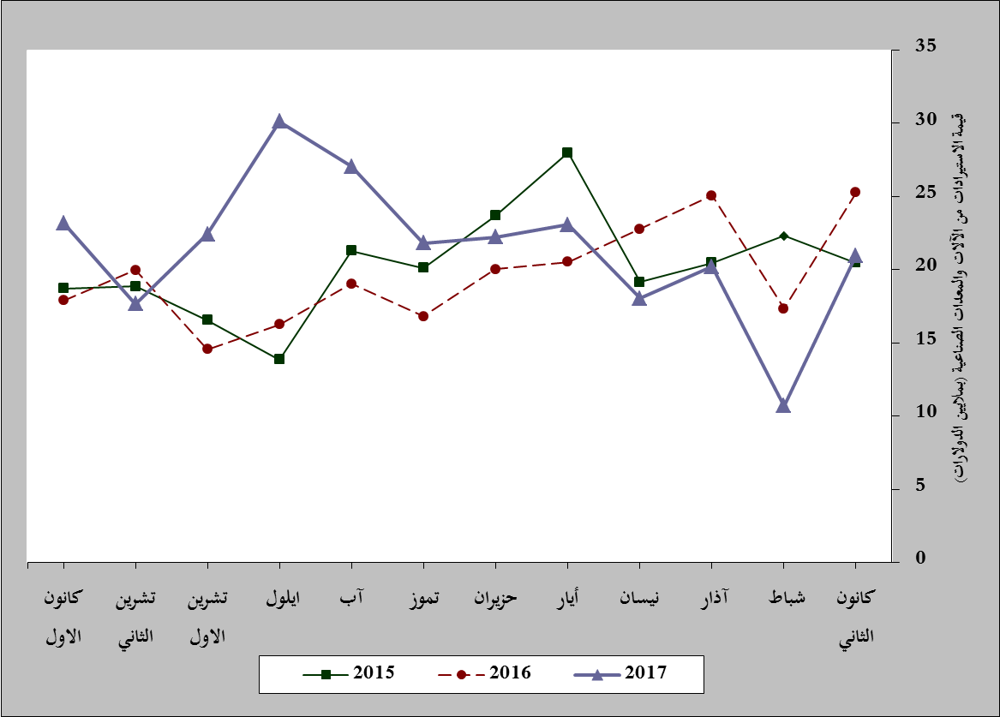 35
30
25
20
15
10
5
0
قيمة الاستيرادات من الآلات والمعدات الصناعية (بملايين الدولارات)
كانون الثاني
شباط
آذار
نيسان
أيار
حزيران
تموز
آب
ايلول
تشرين الاول
تشرين الثاني
كانون الاول
2015
2016
2017